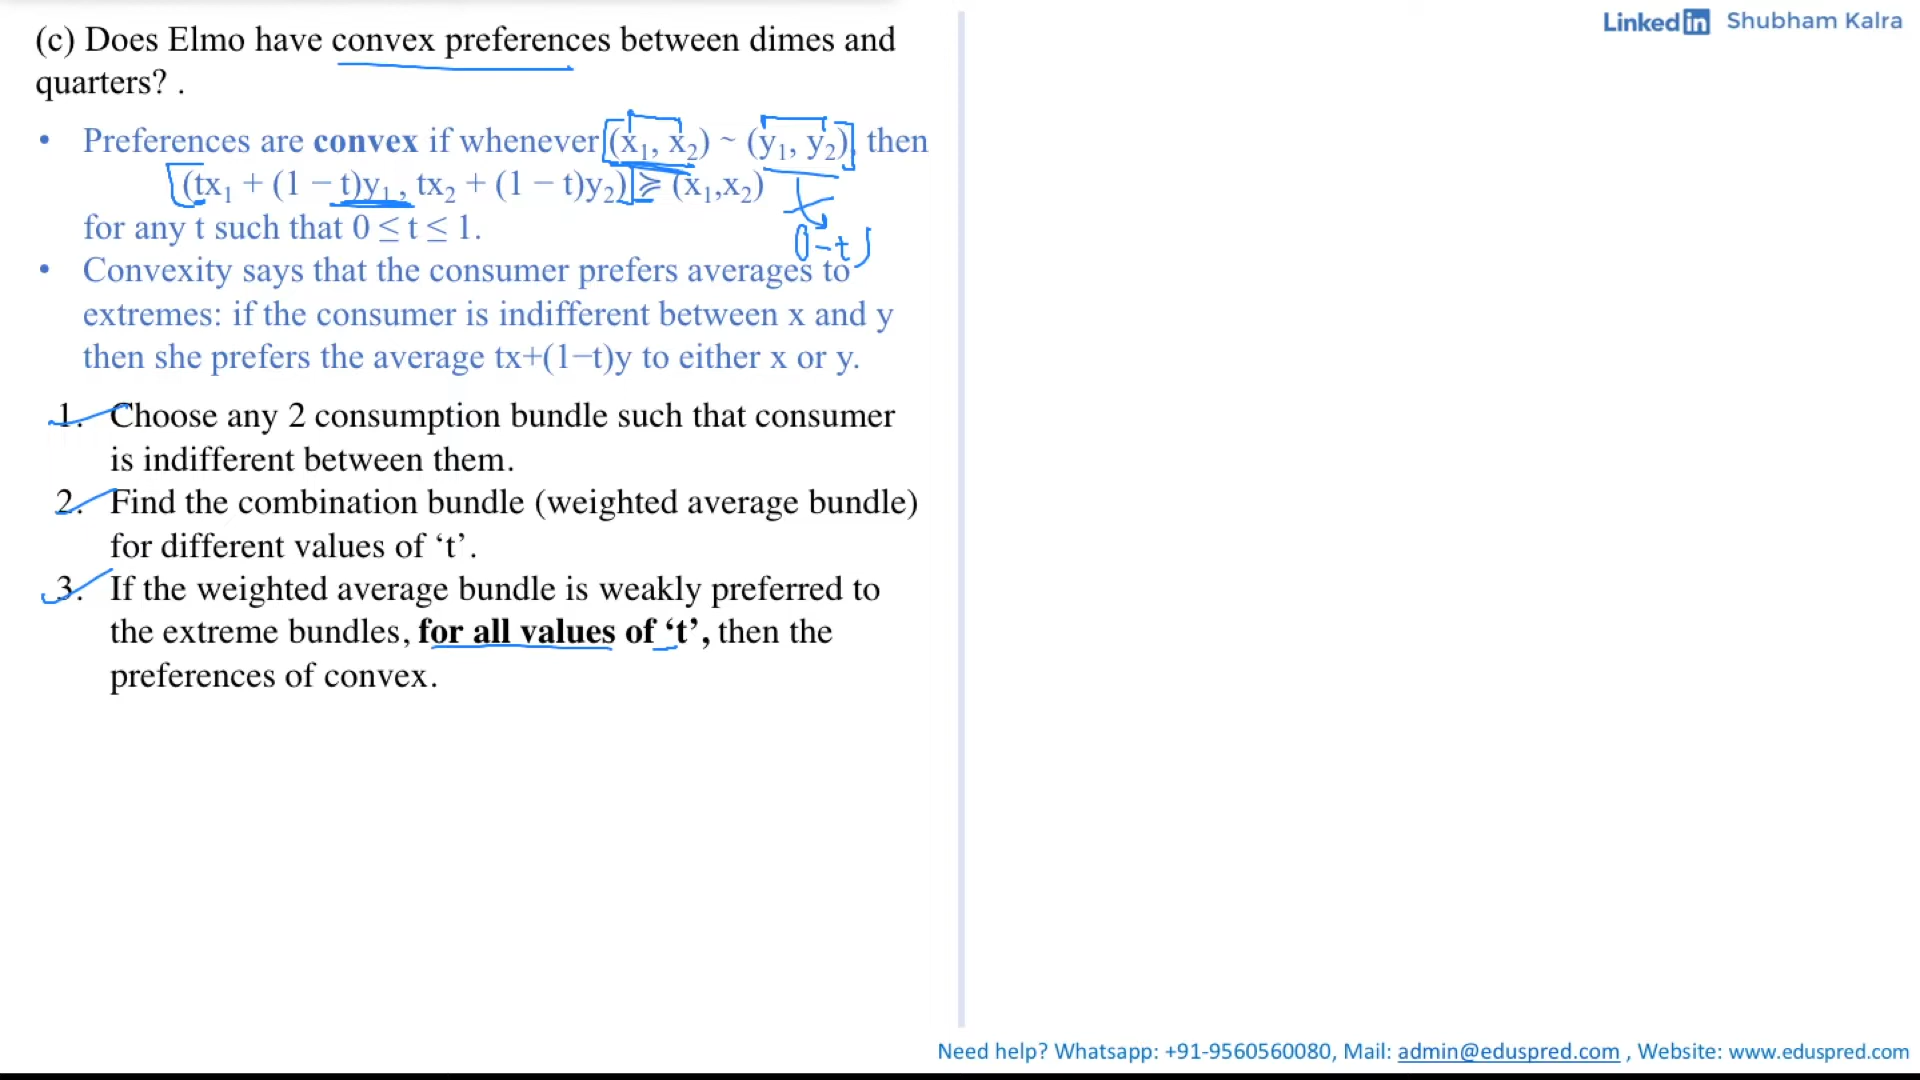 (c) Does Elmo have convex preferences between dimes and
quarters? .
• Preferences are convex if whenever (x₁, x₂) ~ (y₁, y₂) then
(tx₁ + (1 − t)y₁ , tx₂ + (1 − t)y₂) ≽ (x₁,x₂)
for any t such that 0 ≤ t ≤ 1.
(1-t)
• Convexity says that the consumer prefers averages to
extremes: if the consumer is indifferent between x and y
then she prefers the average tx+(1−t)y to either x or y.
1. Choose any 2 consumption bundle such that consumer
is indifferent between them.
2. Find the combination bundle (weighted average bundle)
for different values of ‘t’.
3. If the weighted average bundle is weakly preferred to
the extreme bundles, for all values of ‘t’, then the
preferences of convex.
Linked in Shubham Kalra
Need help? Whatsapp: +91-9560560080, Mail: admin@eduspred.com , Website: www.eduspred.com